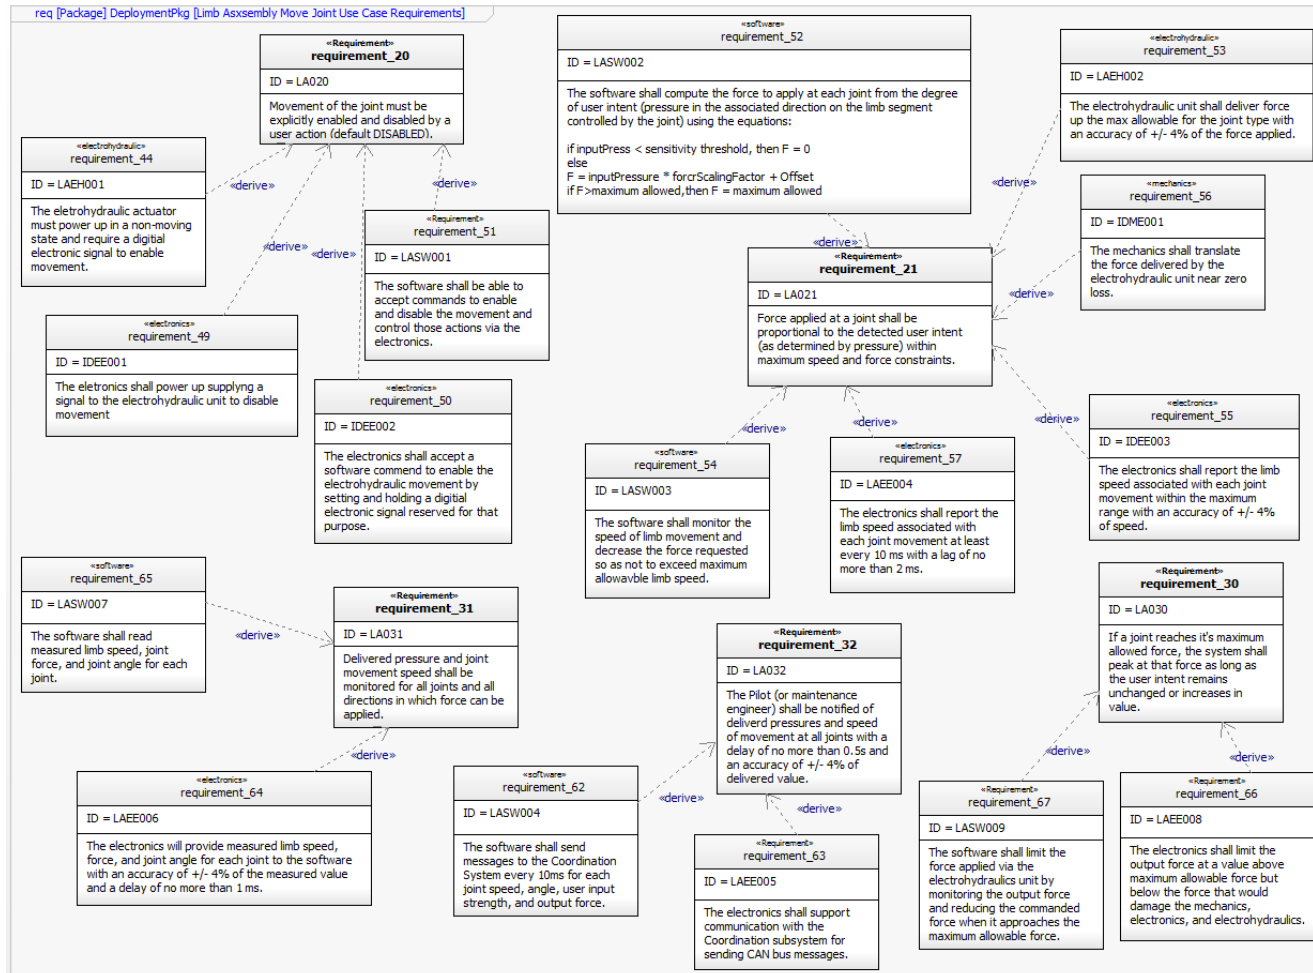 req [Package] DeploymentPkg [Limb Asxsembly Move Joint Use Case Requirements]
«Requirement»
requirement_20
ID = LA020
Movement of the joint must be
explicitly enabled and disabled by a
user action (default DISABLED).
«software»
requirement_52
ID = LASW002
The software shall compute the force to apply at each joint from the degree
of user intent (pressure in the associated direction on the limb segment
controlled by the joint) using the equations:
if inputPress < sensitivity threshold, then F = 0
else
F = inputPressure * forcrScalingFactor + Offset
if F>maximum allowed,then F = maximum allowed
«electrohydraulic»
requirement_53
ID = LAEH002
The electrohydraulic unit shall deliver force
up the max allowable for the joint type with
an accuracy of +/- 4% of the force applied.
«electrohydraulic»
requirement_44
ID = LAEH001
The eletrohydraulic actuator
must power up in a non-moving
state and require a digitial
electronic signal to enable
movement.
«derive»
«derive»
«derive»
«derive»
«Requirement»
requirement_51
ID = LASW001
The software shall be able to
accept commands to enable
and disable the movement and
control those actions via the
electronics.
«derive»
«mechanics»
requirement_56
ID = IDME001
The mechanics shall translate
the force delivered by the
electrohydraulic unit near zero
loss.
«derive»
«Requirement»
requirement_21
ID = LA021
Force applied at a joint shall be
proportional to the detected user intent
(as determined by pressure) within
maximum speed and force constraints.
«derive»
«electronics»
requirement_49
ID = IDEE001
The eletronics shall power up supplyng a
signal to the electrohydraulic unit to disable
movement
«electronics»
requirement_50
ID = IDEE002
The electronics shall accept a
software commend to enable the
electrohydraulic movement by
setting and holding a digitial
electronic signal reserved for that
purpose.
«derive»
«derive»
«derive»
«electronics»
requirement_55
ID = IDEE003
The electronics shall report the limb
speed associated with each joint
movement within the maximum
range with an accuracy of +/- 4%
of speed.
«software»
requirement_54
ID = LASW003
The software shall monitor the
speed of limb movement and
decrease the force requested
so as not to exceed maximum
allowavble limb speed.
«electronics»
requirement_57
ID = LAEE004
The electronics shall report the
limb speed associated with
each joint movement at least
every 10 ms with a lag of no
more than 2 ms.
«software»
requirement_65
ID = LASW007
The software shall read
measured limb speed, joint
force, and joint angle for each
joint.
«derive»
«Requirement»
requirement_31
ID = LA031
Delivered pressure and joint
movement speed shall be
monitored for all joints and all
directions in which force can be
applied.
«derive»
«Requirement»
requirement_32
ID = LA032
The Pilot (or maintenance
engineer) shall be notified of
deliverd pressures and speed
of movement at all joints with a
delay of no more than 0.5s and
an accuracy of +/- 4% of
delivered value.
«Requirement»
requirement_30
ID = LA030
If a joint reaches it's maximum
allowed force, the system shall
peak at that force as long as
the user intent remains
unchanged or increases in
value.
«electronics»
requirement_64
ID = LAEE006
The electronics will provide measured limb speed,
force, and joint angle for each joint to the software
with an accuracy of +/- 4% of the measured value
and a delay of no more than 1 ms.
«software»
requirement_62
ID = LASW004
The software shall send
messages to the Coordination
System every 10ms for each
joint speed, angle, user input
strength, and output force.
«derive»
«derive»
«Requirement»
requirement_63
ID = LAEE005
The electronics shall support
communication with the
Coordination subsystem for
sending CAN bus messages.
«derive»
«derive»
«Requirement»
requirement_67
ID = LASW009
The software shall limit the
force applied via the
electrohydraulics unit by
monitoring the output force
and reducing the commanded
force when it approaches the
maximum allowable force.
«Requirement»
requirement_66
ID = LAEE008
The electronics shall limit the
output force at a value above
maximum allowable force but
below the force that would
damage the mechanics,
electronics, and electrohydraulics.